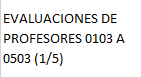 EVALUACIONES DE
PROFESORES 0103 A
0503 (1/5)